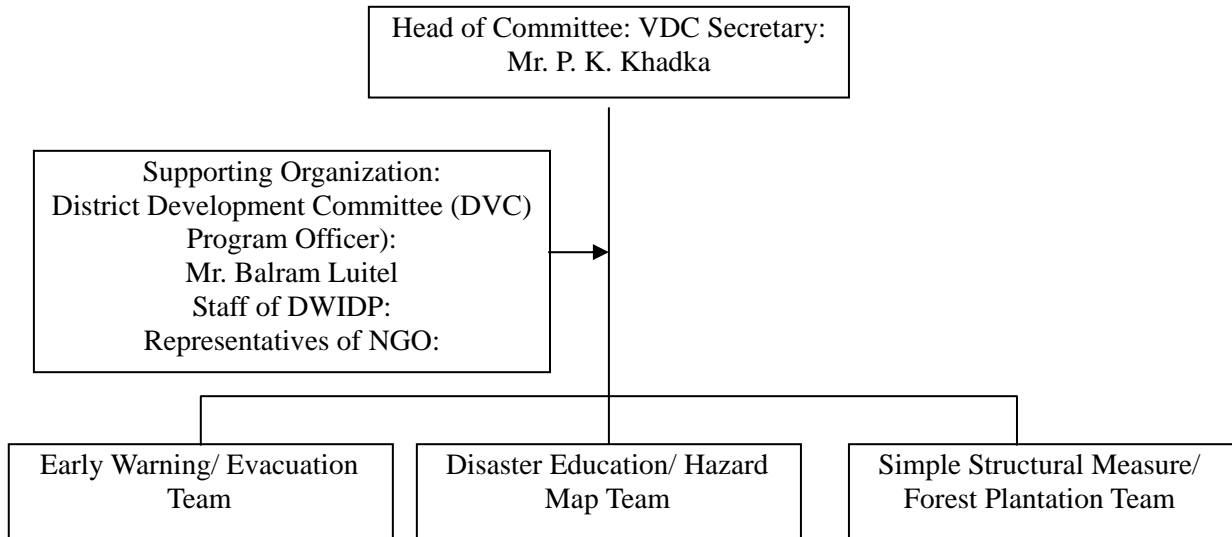 Head of Committee: VDC Secretary:
Mr. P. K. Khadka
Supporting Organization:
District Development Committee (DVC)
Program Officer):
Mr. Balram Luitel
Staff of DWIDP:
Representatives of NGO:
Early Warning/ Evacuation
Team
Disaster Education/ Hazard
Map Team
Simple Structural Measure/
Forest Plantation Team